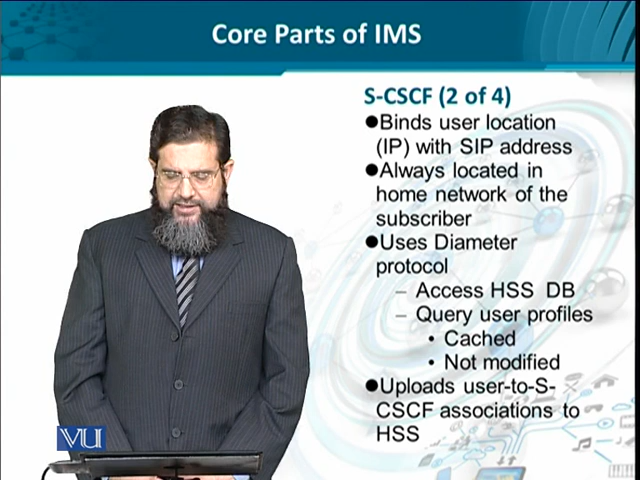 Core Parts of IMS
S-CSCF (2 of 4)
●Binds user location
(IP) with SIP address
●Always located in
home network of the
subscriber
●Uses Diameter
protocol
– Access HSS DB
– Query user profiles
• Cached
• Not modified
●Uploads user-to-S-
CSCF associations to
HSS
VU